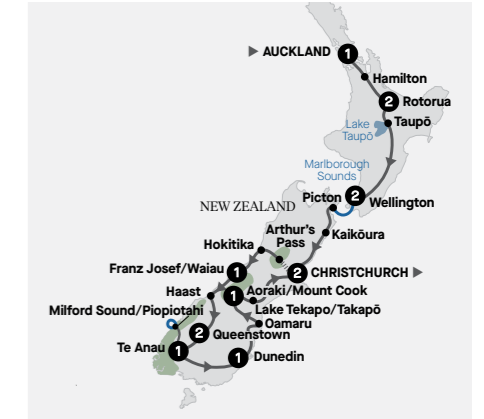 ▶ AUCKLAND
1
Hamilton
2
Rotorua
Lake
Taupō
Taupō
Marlborough
Sounds
Picton
2
Wellington
NEW ZEALAND
Kaikōura
Arthur's
Pass
Hokitika
Franz Josef/Waiau
1
2
CHRISTCHURCH ▶
Haast
1
Aoraki/Mount Cook
Lake Tekapo/Takapō
Milford Sound/Piopiotahi
Oamaru
2
Queenstown
Te Anau
1
1
Dunedin